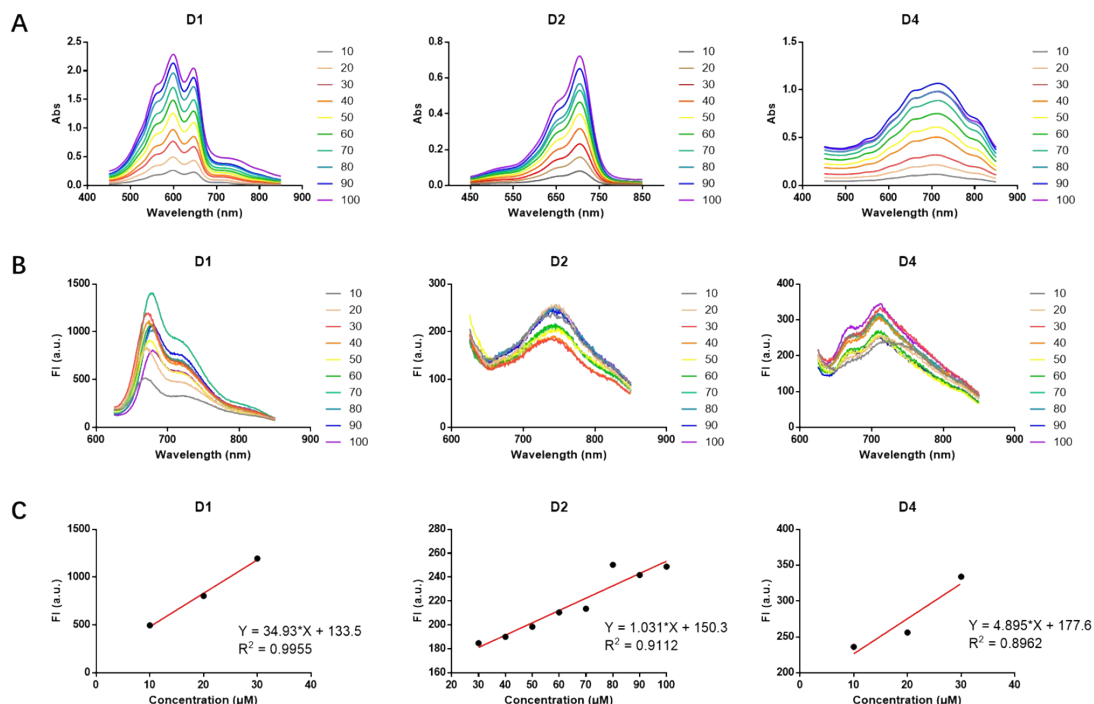 A
D1
2.5
2.0
1.5
1.0
0.5
0.0
Abs
400 500 600 700 800 900
Wavelength (nm)
10
20
30
40
50
60
70
80
90
100
D2
0.8
0.6
0.4
0.2
0.0
Abs
450 550 650 750 850
Wavelength (nm)
10
20
30
40
50
60
70
80
90
100
D4
1.5
1.0
0.5
0.0
Abs
400 500 600 700 800 900
Wavelength (nm)
10
20
30
40
50
60
70
80
90
100
B
D1
1500
1000
500
0
FI (a.u.)
600 700 800 900
Wavelength (nm)
10
20
30
40
50
60
70
80
90
100
D2
300
200
100
0
FI (a.u.)
600 700 800 900
Wavelength (nm)
10
20
30
40
50
60
70
80
90
100
D4
400
300
200
100
0
FI (a.u.)
600 700 800 900
Wavelength (nm)
10
20
30
40
50
60
70
80
90
100
C
D1
1500
1000
500
0
FI (a.u.)
0 10 20 30 40
Concentration (μM)
Y = 34.93*X + 133.5
R² = 0.9955
D2
280
260
240
220
200
180
160
FI (a.u.)
20 30 40 50 60 70 80 90 100
Concentration (μM)
Y = 1.031*X + 150.3
R² = 0.9112
D4
400
350
300
250
200
FI (a.u.)
0 10 20 30 40
Concentration (μM)
Y = 4.895*X + 177.6
R² = 0.8962